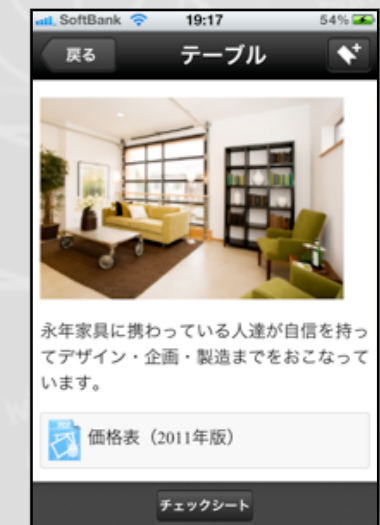 SoftBank 19:17 54%
戻る テーブル
永年家具に携わっている人達が自信を持っ
てデザイン・企画・製造までをおこなって
います。
価格表（2011年版）
チェックシート